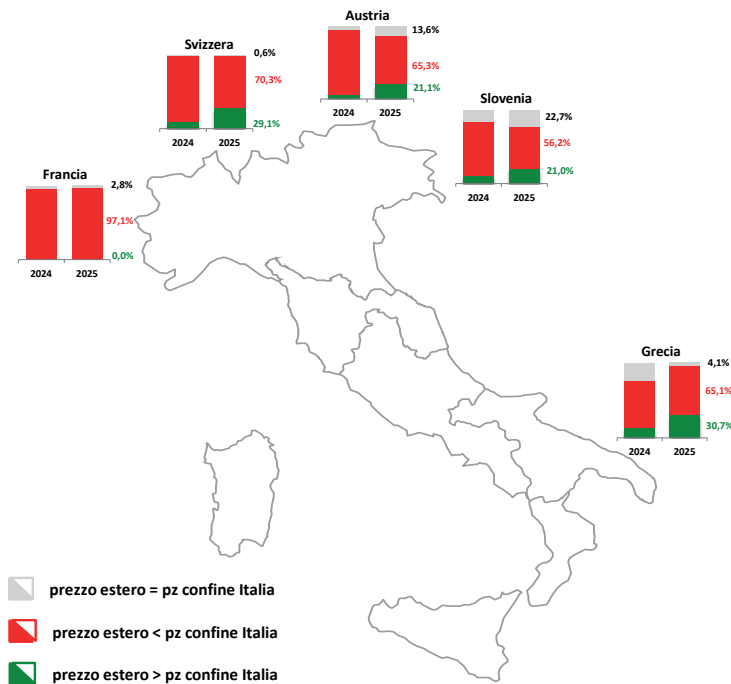 Austria
13,6%
65,3%
21,1%
2024 2025
Svizzera
0,6%
70,3%
29,1%
2024 2025
Slovenia
22,7%
56,2%
21,0%
2024 2025
Francia
2,8%
97,1%
0,0%
2024 2025
Grecia
4,1%
65,1%
30,7%
2024 2025
prezzo estero = pz confine Italia
prezzo estero < pz confine Italia
prezzo estero > pz confine Italia